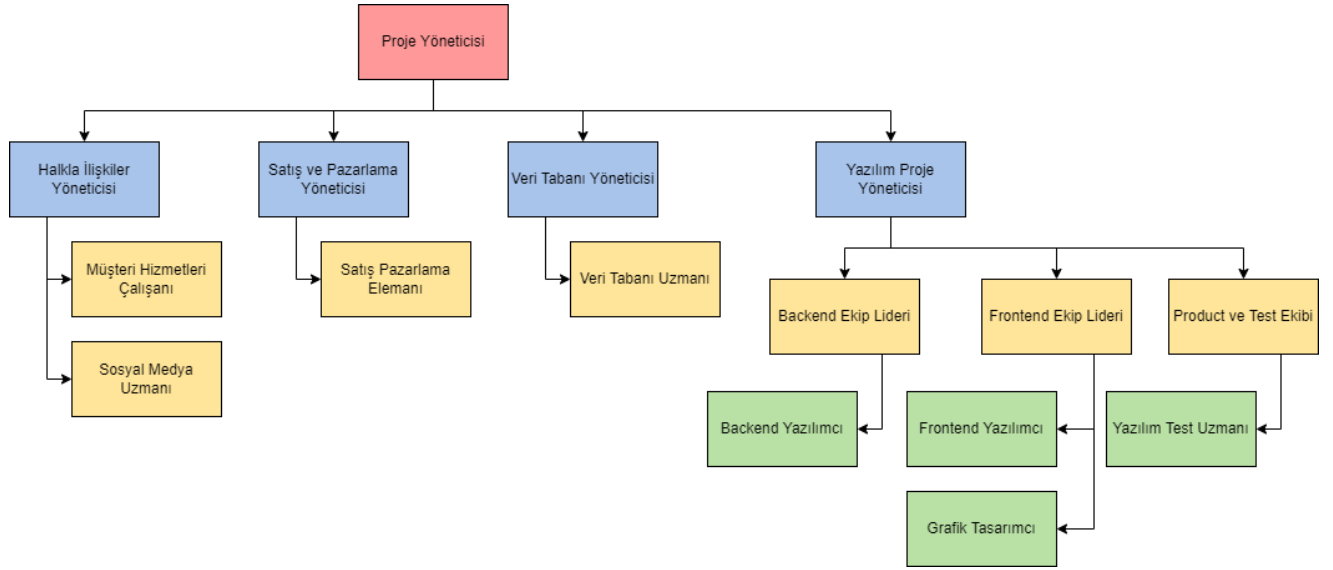 Proje Yöneticisi
Halkla İlişkiler
Yöneticisi
Satış ve Pazarlama
Yöneticisi
Veri Tabanı Yöneticisi
Yazılım Proje
Yöneticisi
Müşteri Hizmetleri
Çalışanı
Satış Pazarlama
Elemanı
Veri Tabanı Uzmanı
Backend Ekip Lideri
Frontend Ekip Lideri
Product ve Test Ekibi
Sosyal Medya
Uzmanı
Backend Yazılımcı
Frontend Yazılımcı
Yazılım Test Uzmanı
Grafik Tasarımcı